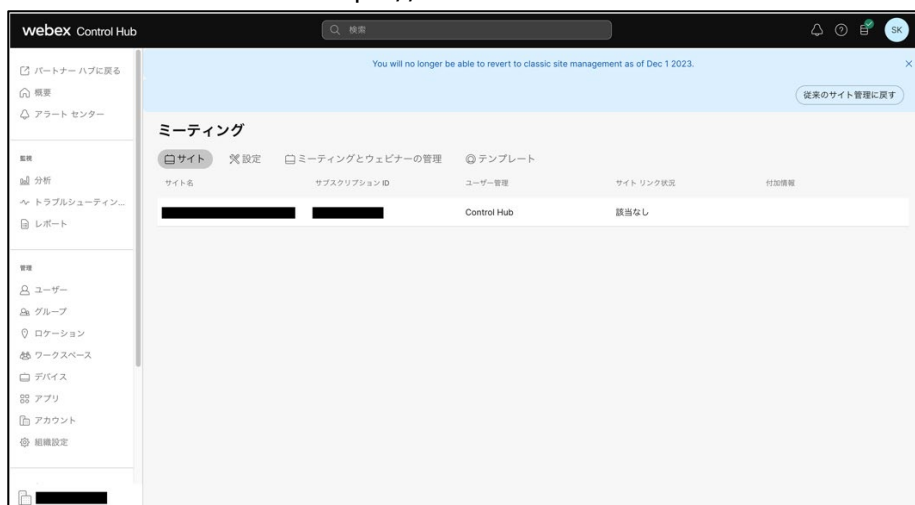 webex Control Hub
検索
SK
パートナー ハブに戻る
概要
アラート センター
監視
分析
トラブルシューティン...
レポート
管理
ユーザー
グループ
ロケーション
ワークスペース
デバイス
アプリ
アカウント
組織設定
You will no longer be able to revert to classic site management as of Dec 1 2023.
従来のサイト管理に戻す
ミーティング
サイト 設定 ミーティングとウェビナーの管理 テンプレート
サイト名 サブスクリプション ID ユーザー管理 サイト リンク状況 付加情報
Control Hub 該当なし